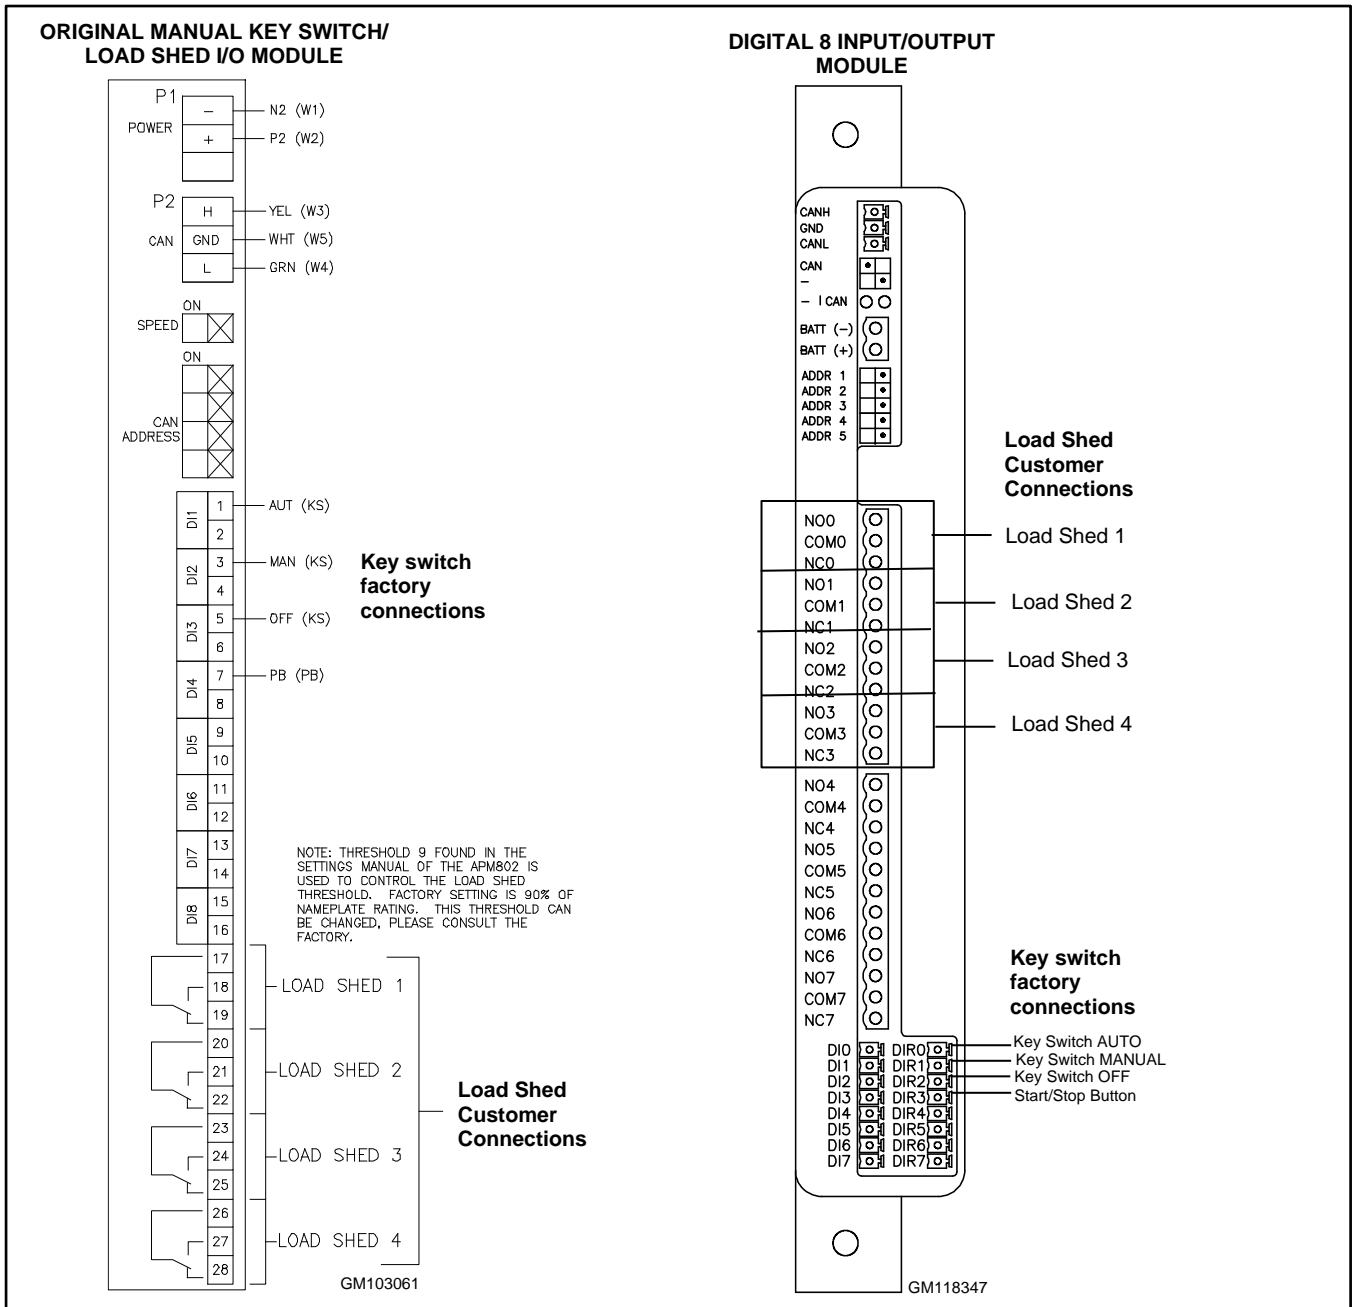 ORIGINAL MANUAL KEY SWITCH/
LOAD SHED I/O MODULE
P1
POWER
-
+
N2 (W1)
P2 (W2)
P2
CAN
H
GND
L
YEL (W3)
WHT (W5)
GRN (W4)
ON
SPEED
ON
CAN
ADDRESS
DI1
1
2
AUT (KS)
DI2
3
4
MAN (KS)
DI3
5
6
OFF (KS)
DI4
7
8
PB (PB)
DI5
9
10
DI6
11
12
DI7
13
14
DI8
15
16
Key switch
factory
connections
NOTE: THRESHOLD 9 FOUND IN THE
SETTINGS MANUAL OF THE APM802 IS
USED TO CONTROL THE LOAD SHED
THRESHOLD. FACTORY SETTING IS 90% OF
NAMEPLATE RATING. THIS THRESHOLD CAN
BE CHANGED, PLEASE CONSULT THE
FACTORY.
17
18
19
LOAD SHED 1
20
21
22
LOAD SHED 2
23
24
25
LOAD SHED 3
26
27
28
LOAD SHED 4
Load Shed
Customer
Connections
GM103061
DIGITAL 8 INPUT/OUTPUT
MODULE
CANH
GND
CANL
CAN
-
- | CAN
BATT (-)
BATT (+)
ADDR 1
ADDR 2
ADDR 3
ADDR 4
ADDR 5
Load Shed
Customer
Connections
NO0
COM0
NC0
Load Shed 1
NO1
COM1
NC1
Load Shed 2
NO2
COM2
NC2
Load Shed 3
NO3
COM3
NC3
Load Shed 4
NO4
COM4
NC4
NO5
COM5
NC5
NO6
COM6
NC6
NO7
COM7
NC7
Key switch
factory
connections
DI0 DIR0 Key Switch AUTO
DI1 DIR1 Key Switch MANUAL
DI2 DIR2 Key Switch OFF
DI3 DIR3 Start/Stop Button
DI4 DIR4
DI5 DIR5
DI6 DIR6
DI7 DIR7
GM118347